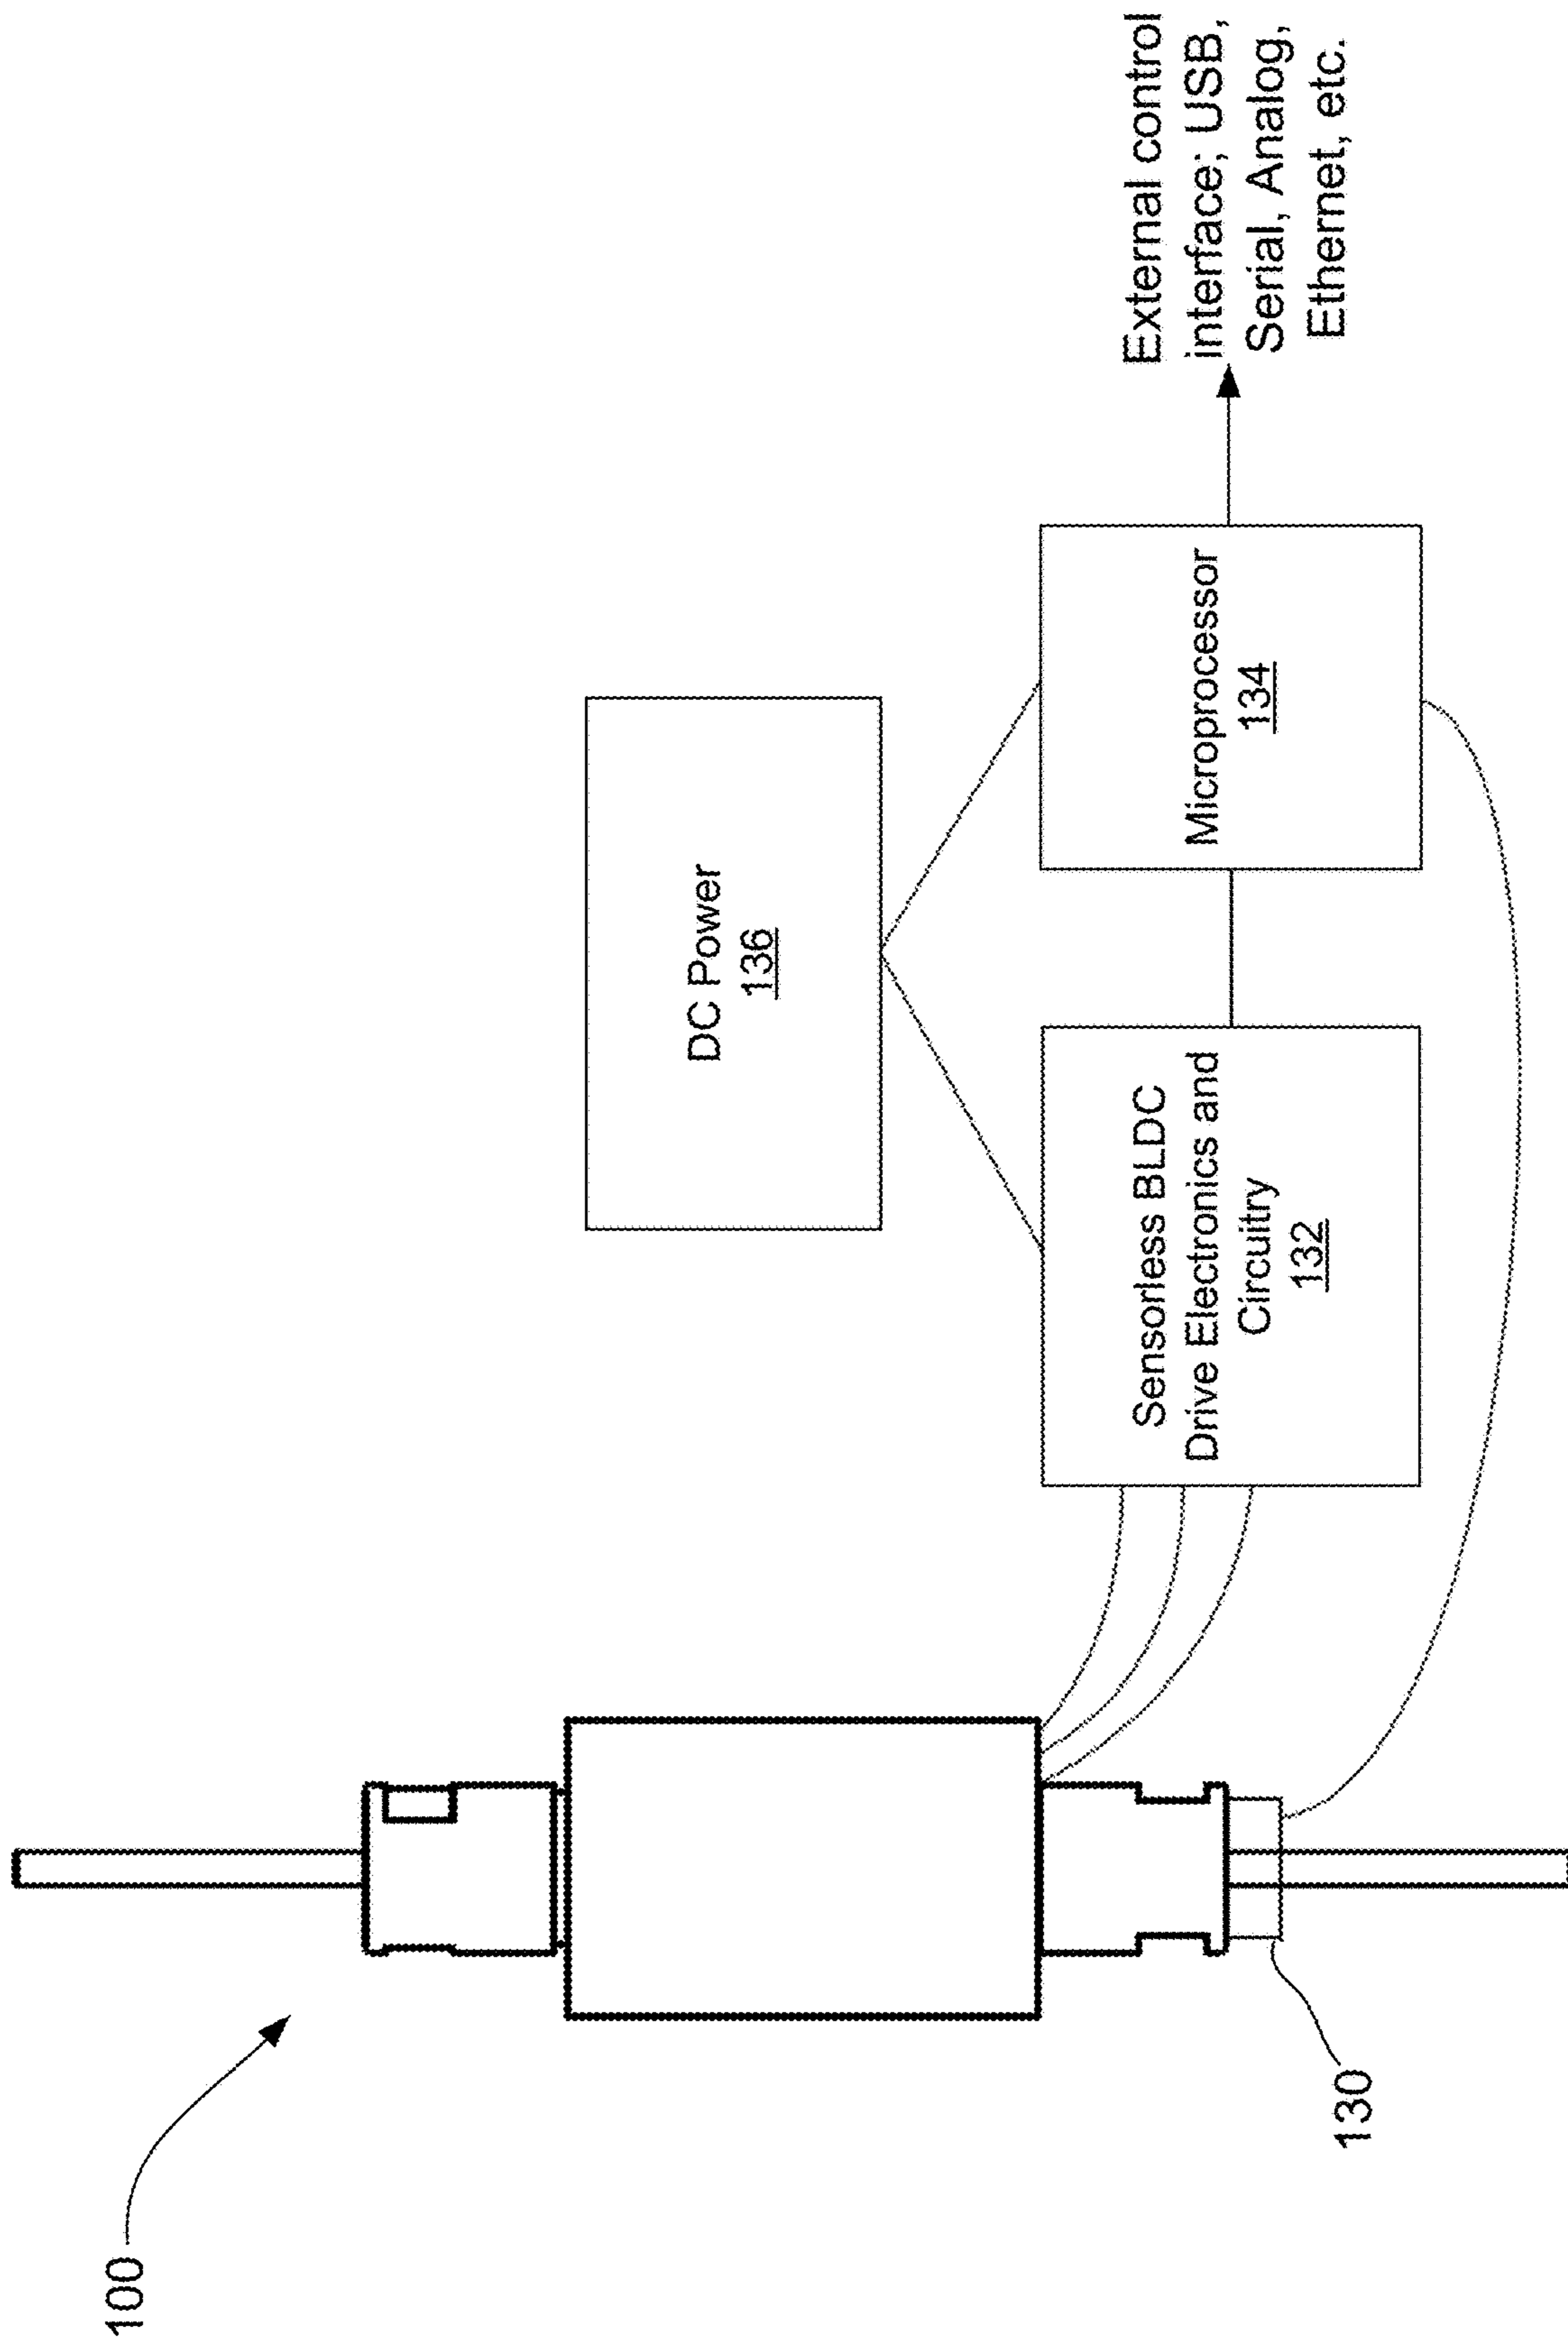 100
130
DC Power
136
Sensorless BLDC
Drive Electronics and
Circuitry
132
Microprocessor
134
External control
interface; USB,
Serial, Analog,
Ethernet, etc.